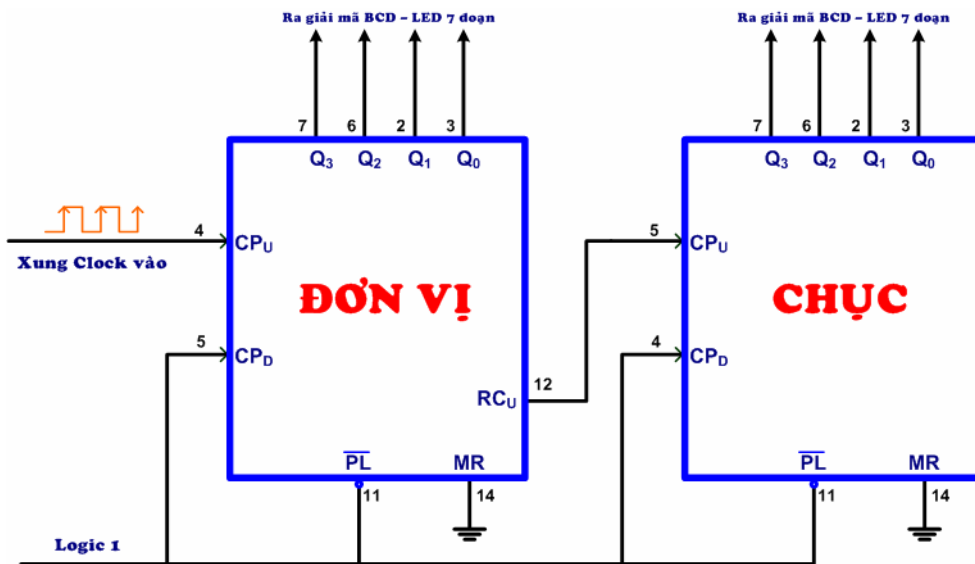 Ra giải mã BCD – LED 7 đoạn Ra giải mã BCD – LED 7 đoạn
7 6 2 3 7 6 2 3
Q3 Q2 Q1 Q0 Q3 Q2 Q1 Q0
4 CPU 5 CPU
Xung Clock vào
ĐƠN VỊ CHỤC
5 CPD 4 CPD
RCU 12
P̅L̅ MR P̅L̅ MR
11 14 11 14
Logic 1